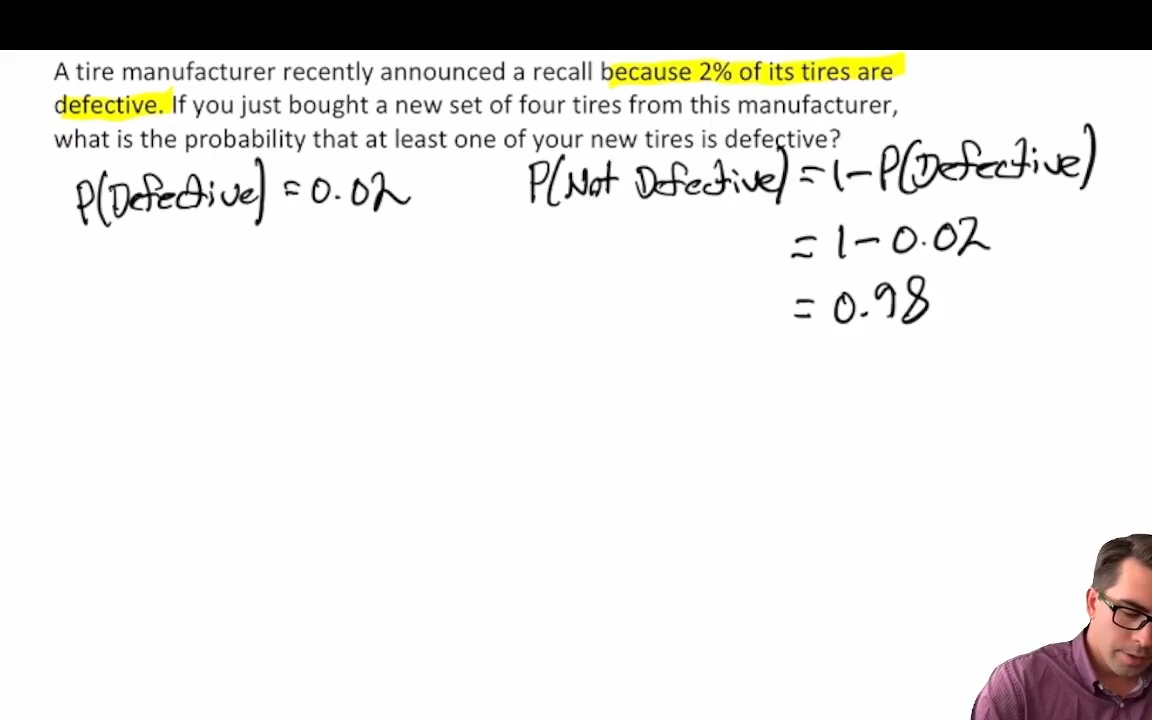 A tire manufacturer recently announced a recall because 2% of its tires are
defective. If you just bought a new set of four tires from this manufacturer,
what is the probability that at least one of your new tires is defective?
P(Defective) = 0.02
P(Not Defective) = 1 - P(Defective)
= 1 - 0.02
= 0.98